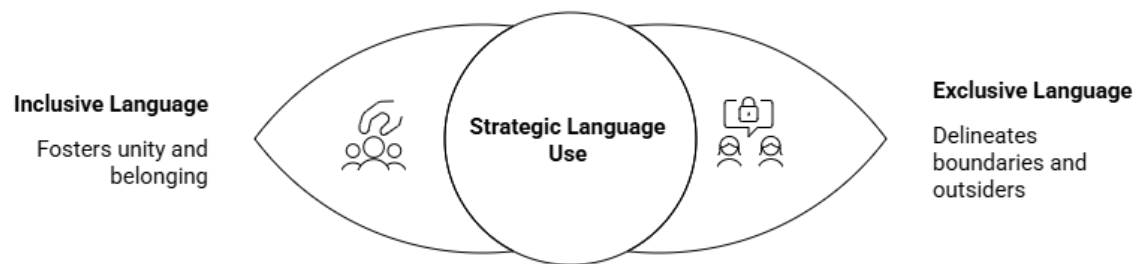 Inclusive Language
Fosters unity and
belonging
Strategic Language
Use
Exclusive Language
Delineates
boundaries and
outsiders